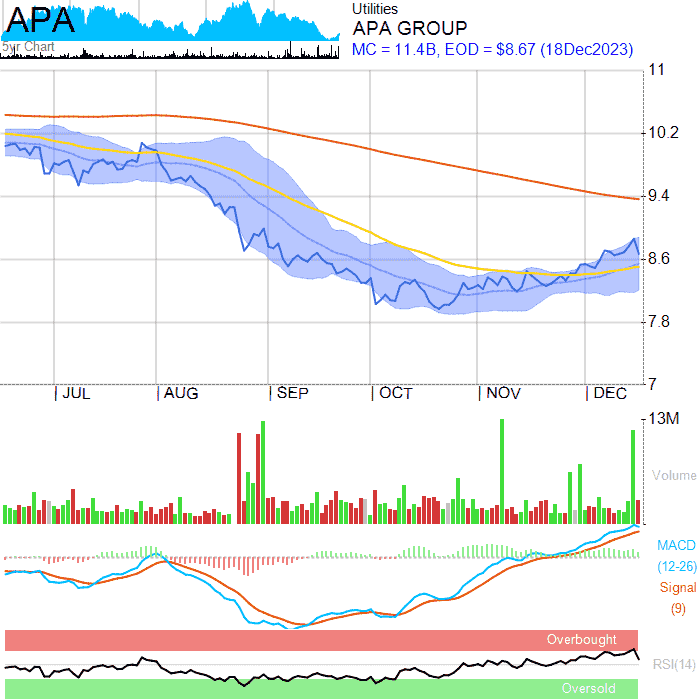 APA
5yr Chart
Utilities
APA GROUP
MC = 11.4B, EOD = $8.67 (18Dec2023)
11
10.2
9.4
8.6
7.8
7
JUL AUG SEP OCT NOV DEC
13M
Volume
MACD
(12-26)
Signal
(9)
Overbought
RSI(14)
Oversold